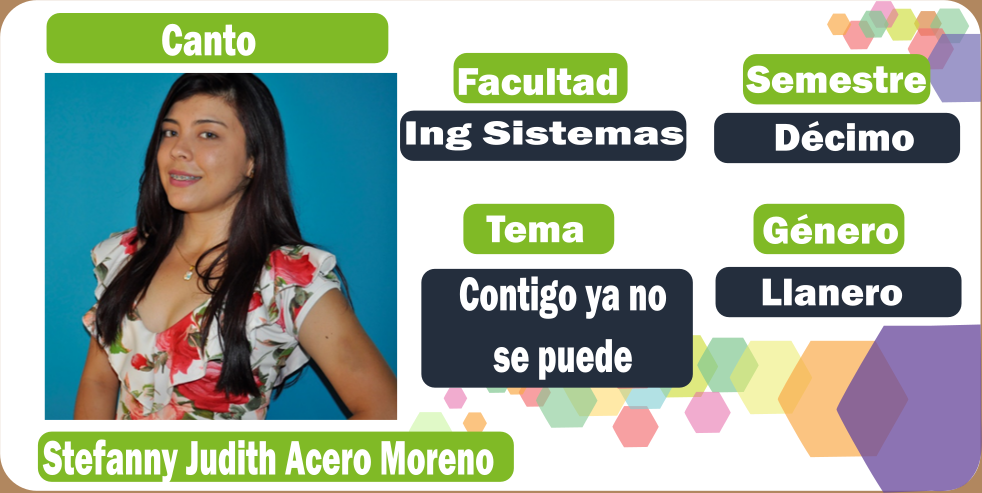 Canto
Facultad
Semestre
Ing Sistemas
Décimo
Tema
Género
Contigo ya no
se puede
Llanero
Stefanny Judith Acero Moreno